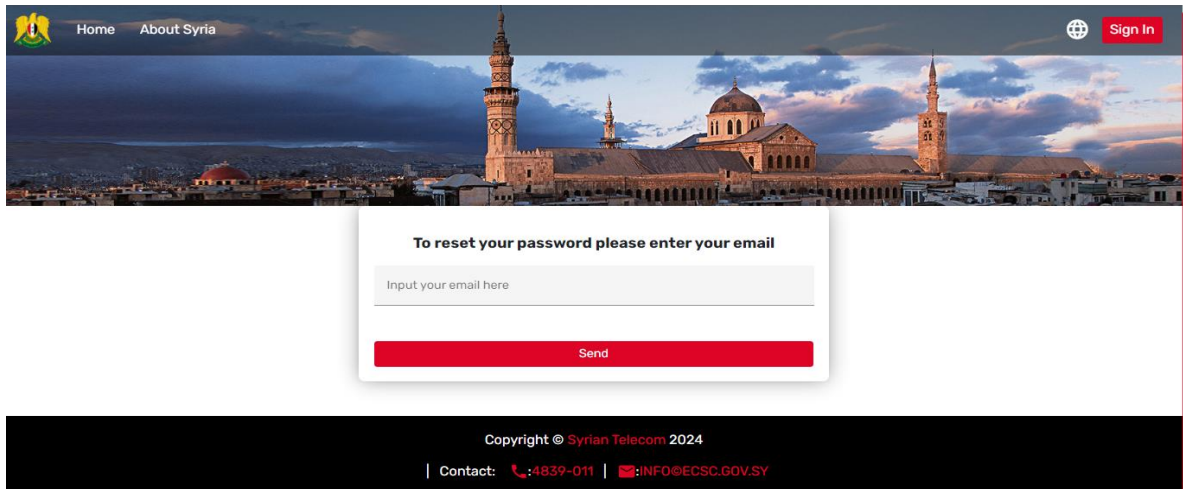 Home About Syria Sign In
To reset your password please enter your email
Input your email here
Send
Copyright © Syrian Telecom 2024
| Contact: :4839-011 | :INFO@ECSC.GOV.SY